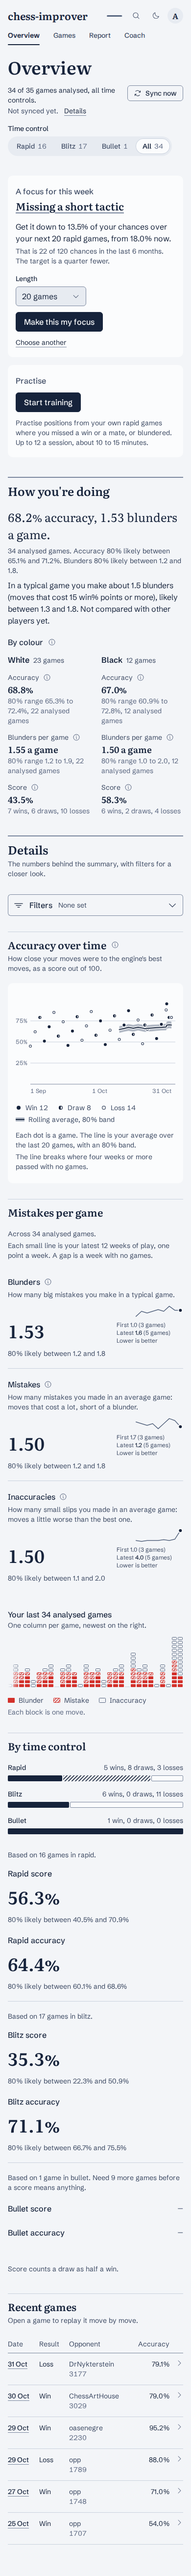 chess-improver
A
Overview Games Report Coach
Overview
34 of 35 games analysed, all time
controls.
Not synced yet. Details
Sync now
Time control
Rapid 16 Blitz 17 Bullet 1 All 34
A focus for this week
Missing a short tactic
Get it down to 13.5% of your chances over
your next 20 rapid games, from 18.0% now.
That is 22 of 120 chances in the last 6 months.
The target is a quarter fewer.
Length
20 games
Make this my focus
Choose another
Practise
Start training
Practise positions from your own rapid games
where you missed a win or a mate, or blundered.
Up to 12 a session, about 10 to 15 minutes.
How you're doing
68.2% accuracy, 1.53 blunders
a game.
34 analysed games. Accuracy 80% likely between
65.1% and 71.2%. Blunders 80% likely between 1.2 and
1.8.
In a typical game you make about 1.5 blunders
(moves that cost 15 win% points or more), likely
between 1.3 and 1.8. Not compared with other
players yet.
By colour
White 23 games
Accuracy
68.8%
80% range 65.3% to
72.4%, 22 analysed
games
Blunders per game
1.55 a game
80% range 1.2 to 1.9, 22
analysed games
Score
43.5%
7 wins, 6 draws, 10 losses
Black 12 games
Accuracy
67.0%
80% range 60.9% to
72.8%, 12 analysed
games
Blunders per game
1.50 a game
80% range 1.0 to 2.0, 12
analysed games
Score
58.3%
6 wins, 2 draws, 4 losses
Details
The numbers behind the summary, with filters for a
closer look.
Filters None set
Accuracy over time
How close your moves were to the engine's best
moves, as a score out of 100.
75%
50%
25%
1 Sep 1 Oct 31 Oct
Win 12 Draw 8 Loss 14
Rolling average, 80% band
Each dot is a game. The line is your average over
the last 20 games, with an 80% band.
The line breaks where four weeks or more
passed with no games.
Mistakes per game
Across 34 analysed games.
Each small line is your latest 12 weeks of play, one
point a week. A gap is a week with no games.
Blunders
How many big mistakes you make in a typical game.
1.53
First 1.0 (3 games)
Latest 1.6 (5 games)
Lower is better
80% likely between 1.2 and 1.8
Mistakes
How many mistakes you made in an average game:
moves that cost a lot, short of a blunder.
1.50
First 1.7 (3 games)
Latest 1.2 (5 games)
Lower is better
80% likely between 1.2 and 1.8
Inaccuracies
How many small slips you made in an average game:
moves a little worse than the best one.
1.50
First 1.0 (3 games)
Latest 4.0 (5 games)
Lower is better
80% likely between 1.1 and 2.0
Your last 34 analysed games
One column per game, newest on the right.
Blunder Mistake Inaccuracy
Each block is one move.
By time control
Rapid 5 wins, 8 draws, 3 losses
Blitz 6 wins, 0 draws, 11 losses
Bullet 1 win, 0 draws, 0 losses
Based on 16 games in rapid.
Rapid score
56.3%
80% likely between 40.5% and 70.9%
Rapid accuracy
64.4%
80% likely between 60.1% and 68.6%
Based on 17 games in blitz.
Blitz score
35.3%
80% likely between 22.3% and 50.9%
Blitz accuracy
71.1%
80% likely between 66.7% and 75.5%
Based on 1 game in bullet. Need 9 more games before
a score means anything.
Bullet score –
Bullet accuracy –
Score counts a draw as half a win.
Recent games
Open a game to replay it move by move.
Date Result Opponent Accuracy
31 Oct Loss DrNykterstein 79.1%
3177
30 Oct Win ChessArtHouse 79.0%
3029
29 Oct Win oasenegre 95.2%
2230
29 Oct Loss opp 88.0%
1789
27 Oct Win opp 71.0%
1748
25 Oct Win opp 54.0%
1707